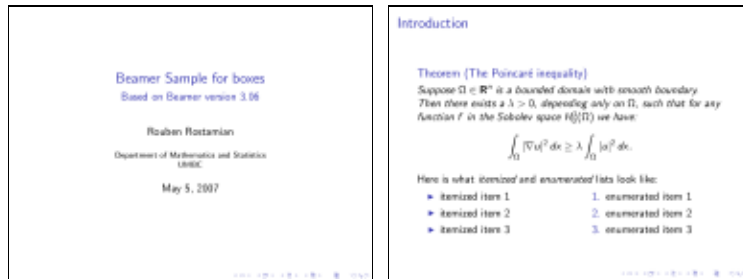 Beamer Sample for boxes
Based on Beamer version 3.06
Rouben Rostamian
Department of Mathematics and Statistics
UMBC
May 5, 2007
Introduction
Theorem (The Poincaré inequality)
Suppose Ω ∈ Rⁿ is a bounded domain with smooth boundary.
Then there exists a λ > 0, depending only on Ω, such that for any
function f in the Sobolev space H¹₀(Ω) we have:
∫_Ω |∇u|² dx ≥ λ ∫_Ω |u|² dx.
Here is what itemized and enumerated lists look like:
▶ itemized item 1
▶ itemized item 2
▶ itemized item 3
1. enumerated item 1
2. enumerated item 2
3. enumerated item 3